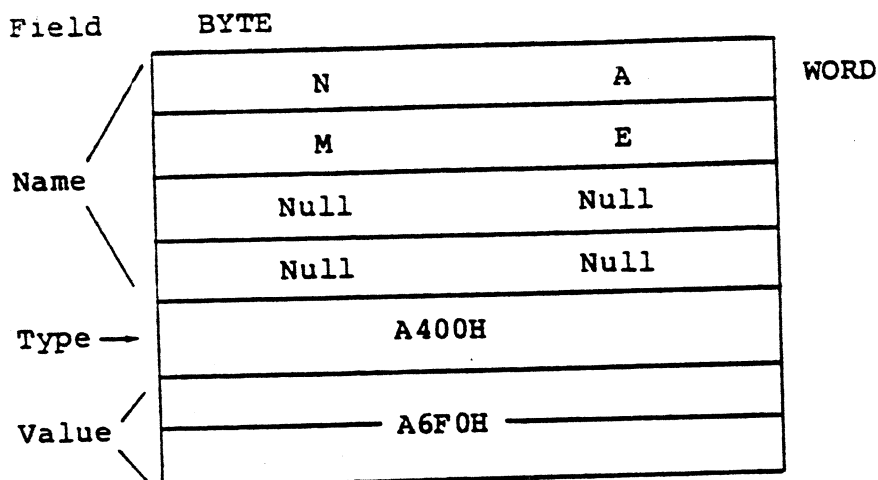 Field BYTE
N A WORD
M E
Name
Null Null
Null Null
Type A400H
Value A6F0H